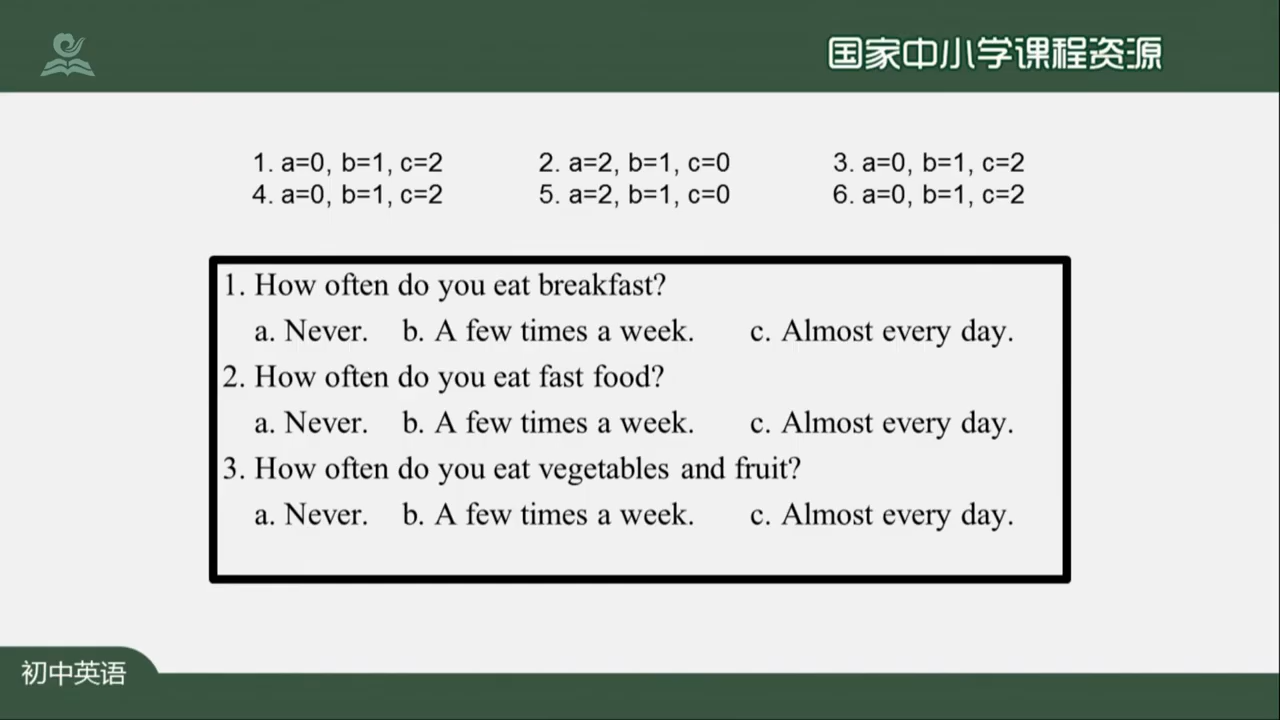 国家中小学课程资源
1. a=0, b=1, c=2 2. a=2, b=1, c=0 3. a=0, b=1, c=2
4. a=0, b=1, c=2 5. a=2, b=1, c=0 6. a=0, b=1, c=2
1. How often do you eat breakfast?
a. Never. b. A few times a week. c. Almost every day.
2. How often do you eat fast food?
a. Never. b. A few times a week. c. Almost every day.
3. How often do you eat vegetables and fruit?
a. Never. b. A few times a week. c. Almost every day.
初中英语